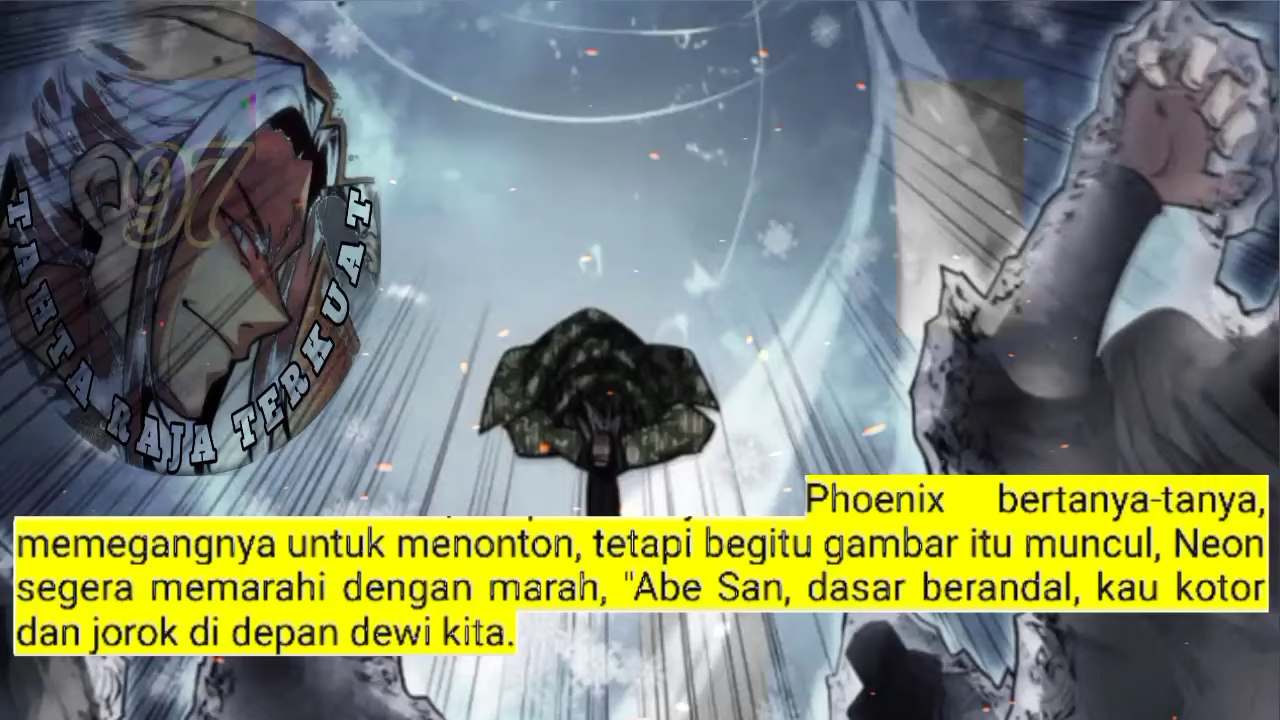 97
TAHTA RAJA TERKUAT
Phoenix bertanya-tanya,
memegangnya untuk menonton, tetapi begitu gambar itu muncul, Neon
segera memarahi dengan marah, "Abe San, dasar berandal, kau kotor
dan jorok di depan dewi kita.